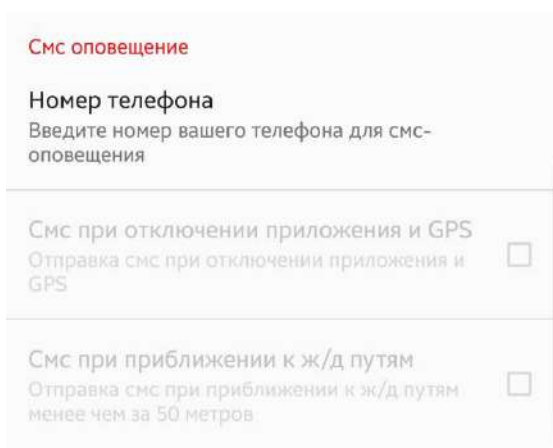 Смс оповещение
Номер телефона
Введите номер вашего телефона для смс-
оповещения
Смс при отключении приложения и GPS
Отправка смс при отключении приложения и
GPS
Смс при приближении к ж/д путям
Отправка смс при приближении к ж/д путям
менее чем за 50 метров